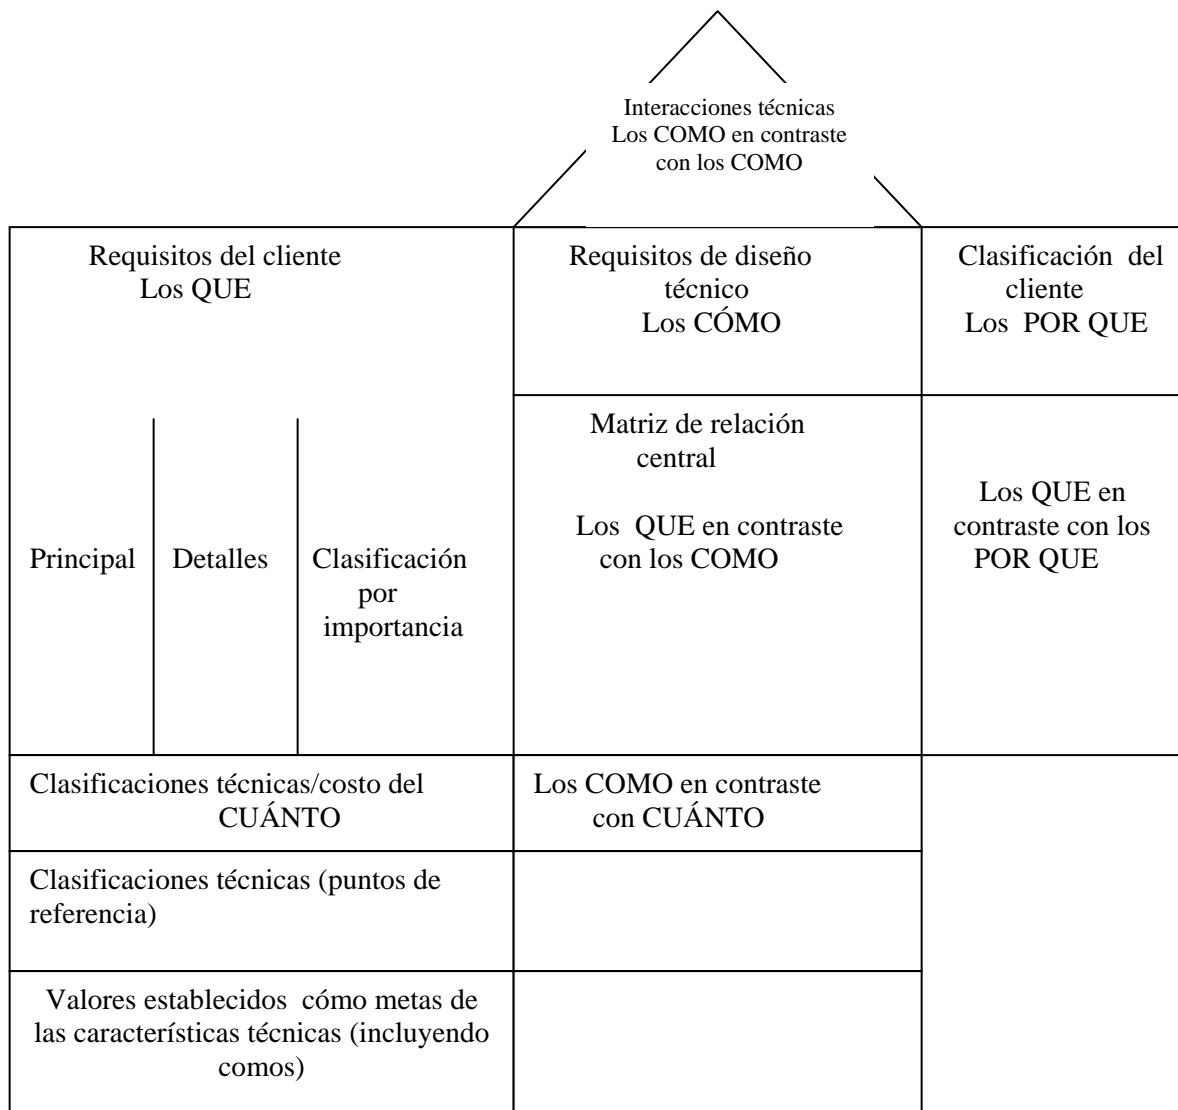 Interacciones técnicas
Los COMO en contraste
con los COMO
Requisitos del cliente
Los QUE
Requisitos de diseño
técnico
Los CÓMO
Clasificación del
cliente
Los POR QUE
Principal
Detalles
Clasificación
por
importancia
Matriz de relación
central
Los QUE en contraste
con los COMO
Los QUE en
contraste con los
POR QUE
Clasificaciones técnicas/costo del
CUÁNTO
Los COMO en contraste
con CUÁNTO
Clasificaciones técnicas (puntos de
referencia)
Valores establecidos cómo metas de
las características técnicas (incluyendo
comos)